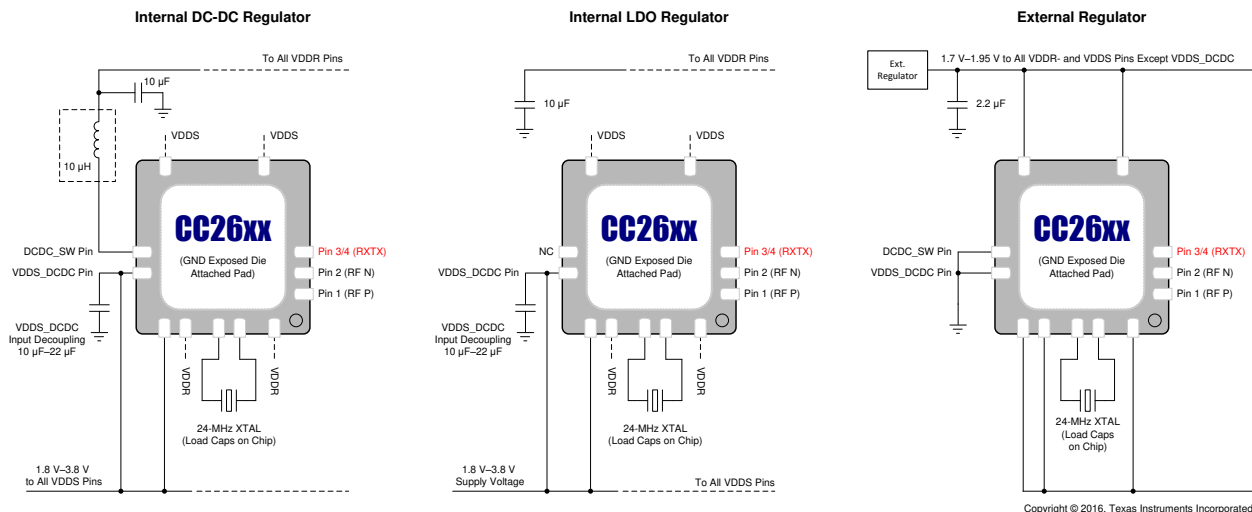 Internal DC-DC Regulator
To All VDDR Pins
10 µF
10 µH
VDDS
VDDS
CC26xx
(GND Exposed Die
Attached Pad)
DCDC_SW Pin
VDDS_DCDC Pin
Pin 3/4 (RXTX)
Pin 2 (RF N)
Pin 1 (RF P)
VDDS_DCDC
Input Decoupling
10 µF–22 µF
VDDR
VDDR
24-MHz XTAL
(Load Caps on Chip)
1.8 V–3.8 V
to All VDDS Pins
Internal LDO Regulator
To All VDDR Pins
10 µF
VDDS
VDDS
CC26xx
(GND Exposed Die
Attached Pad)
NC
VDDS_DCDC Pin
Pin 3/4 (RXTX)
Pin 2 (RF N)
Pin 1 (RF P)
VDDS_DCDC
Input Decoupling
10 µF–22 µF
VDDR
VDDR
24-MHz XTAL
(Load Caps on Chip)
1.8 V–3.8 V
Supply Voltage
To All VDDS Pins
External Regulator
Ext.
Regulator
1.7 V–1.95 V to All VDDR- and VDDS Pins Except VDDS_DCDC
2.2 µF
CC26xx
(GND Exposed Die
Attached Pad)
DCDC_SW Pin
VDDS_DCDC Pin
Pin 3/4 (RXTX)
Pin 2 (RF N)
Pin 1 (RF P)
24-MHz XTAL
(Load Caps
on Chip)
Copyright © 2016, Texas Instruments Incorporated